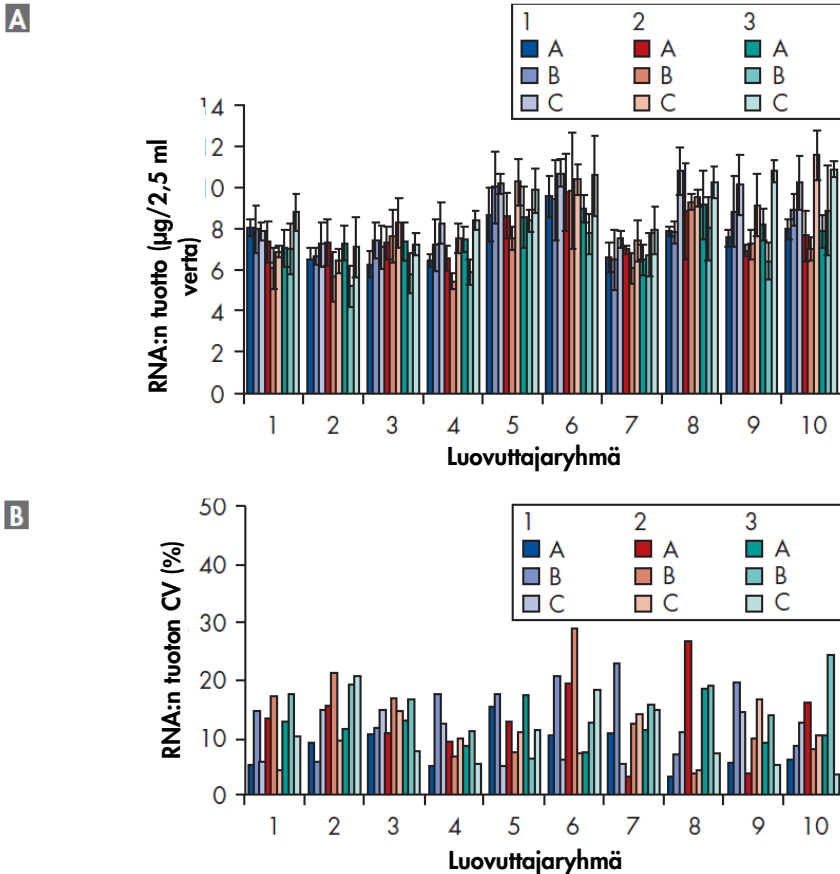 A
1 2 3
A A A
B B B
C C C
RNA:n tuotto (µg/2,5 ml
verta)
14
2
0
8
6
4
2
0
1 2 3 4 5 6 7 8 9 10
Luovuttajaryhmä
B
1 2 3
A A A
B B B
C C C
RNA:n tuoton CV (%)
50
40
30
20
10
0
1 2 3 4 5 6 7 8 9 10
Luovuttajaryhmä